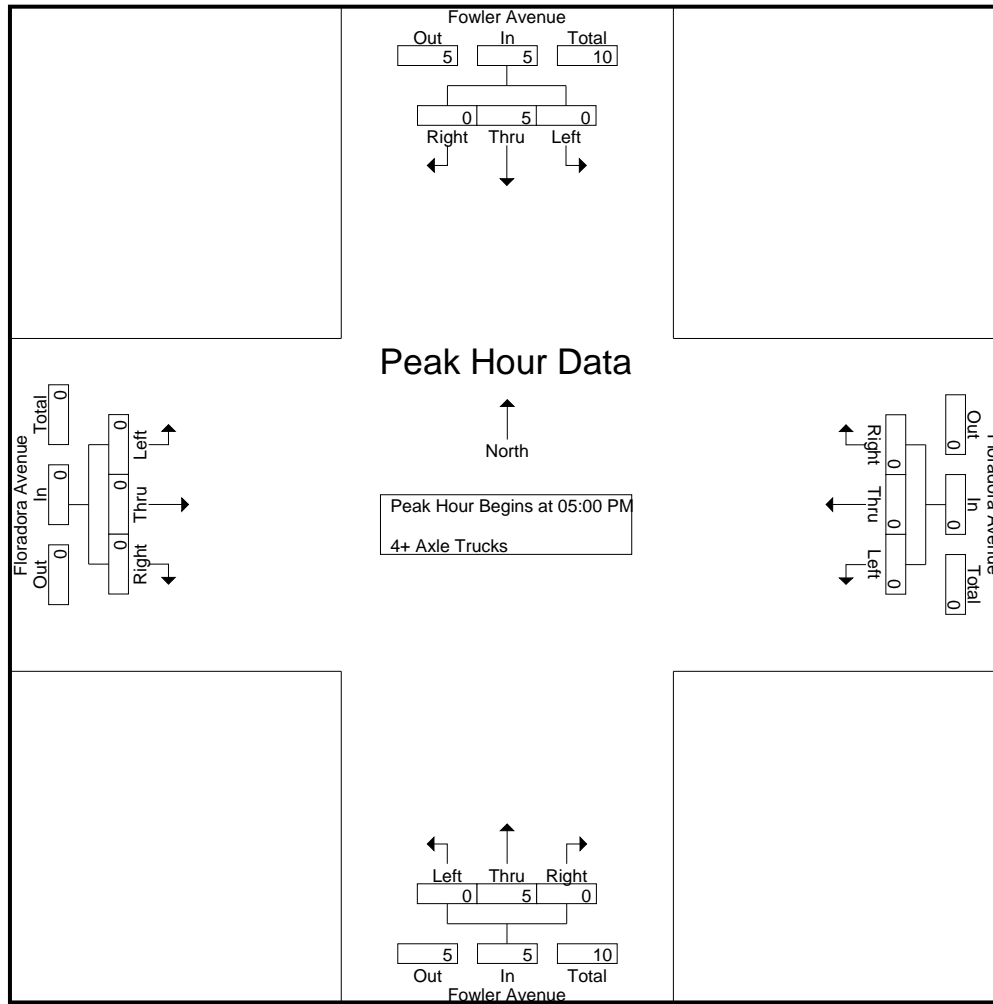 Fowler Avenue
Out In Total
5 5 10
0 5 0
Right Thru Left
Peak Hour Data
North
Peak Hour Begins at 05:00 PM
4+ Axle Trucks
Floradora Avenue
Total In Out
0 0 0
0 0 0
Left Thru Right
Right Thru Left
0 0 0
Out In Total
0 0 0
Floradora Avenue
Left Thru Right
0 5 0
5 5 10
Out In Total
Fowler Avenue